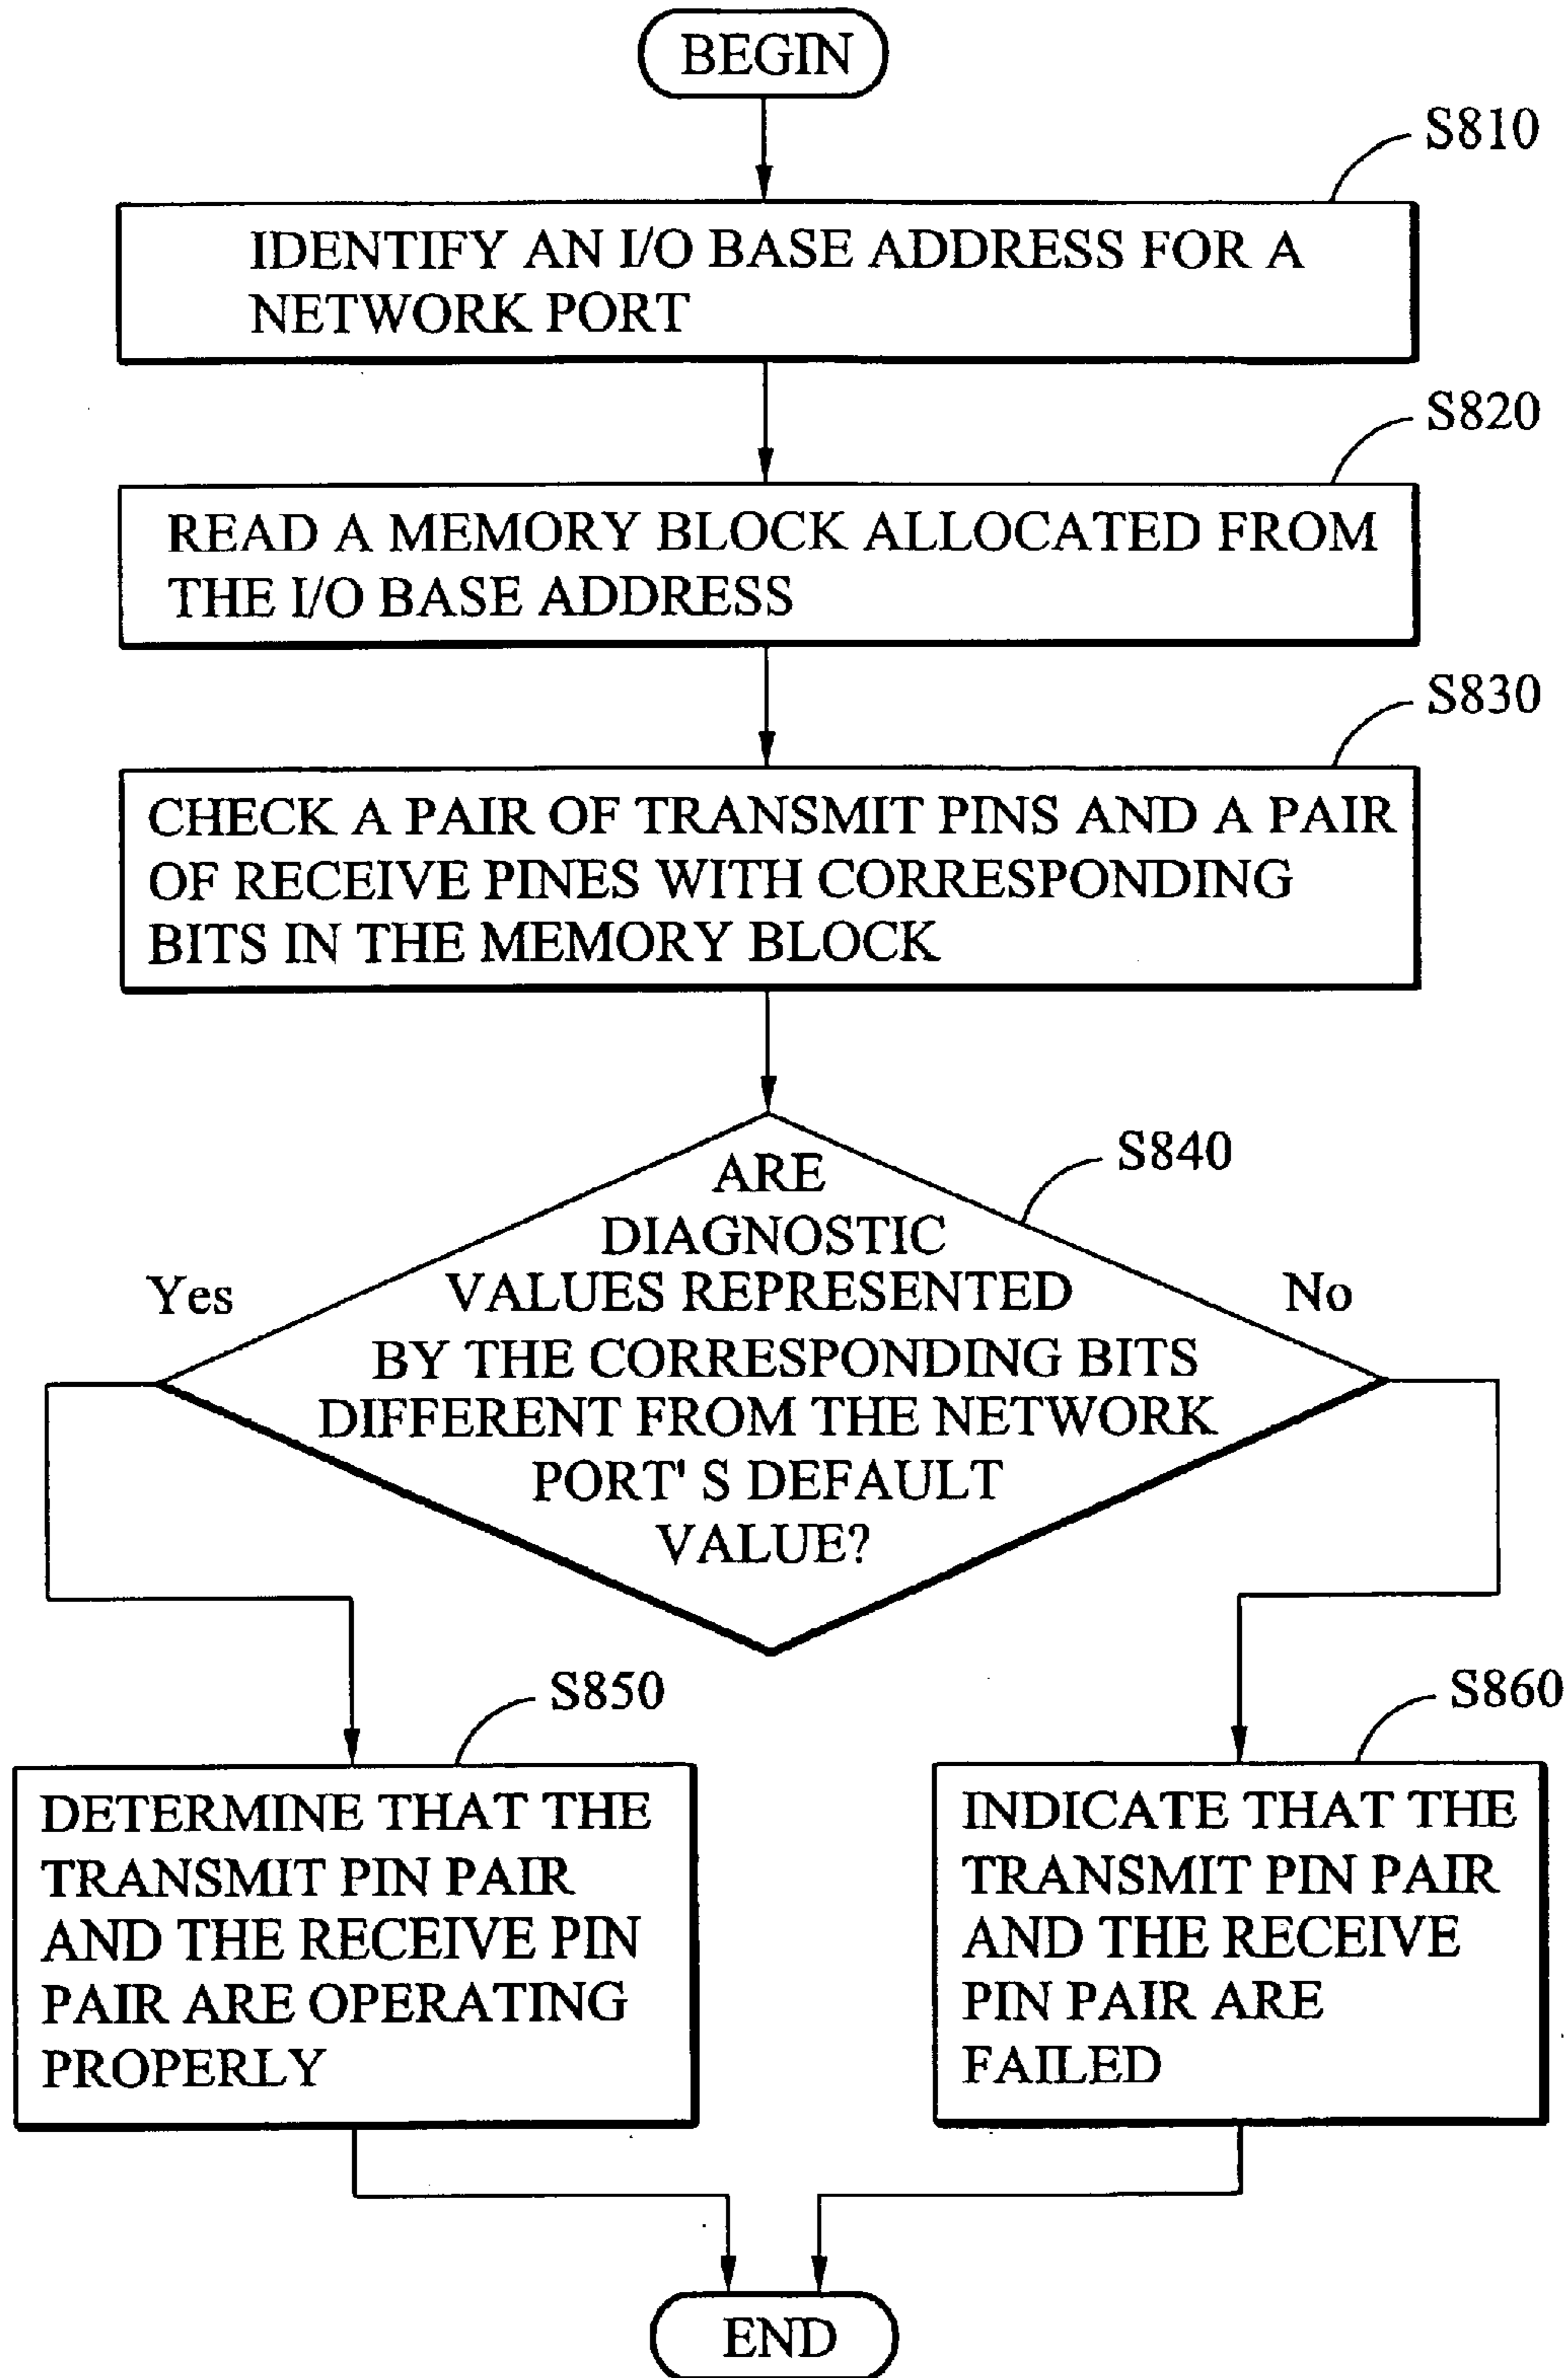 BEGIN
S810
IDENTIFY AN I/O BASE ADDRESS FOR A
NETWORK PORT
S820
READ A MEMORY BLOCK ALLOCATED FROM
THE I/O BASE ADDRESS
S830
CHECK A PAIR OF TRANSMIT PINS AND A PAIR
OF RECEIVE PINES WITH CORRESPONDING
BITS IN THE MEMORY BLOCK
S840
ARE
DIAGNOSTIC
VALUES REPRESENTED
BY THE CORRESPONDING BITS
DIFFERENT FROM THE NETWORK
PORT' S DEFAULT
VALUE?
Yes
No
S850
DETERMINE THAT THE
TRANSMIT PIN PAIR
AND THE RECEIVE PIN
PAIR ARE OPERATING
PROPERLY
S860
INDICATE THAT THE
TRANSMIT PIN PAIR
AND THE RECEIVE
PIN PAIR ARE
FAILED
END